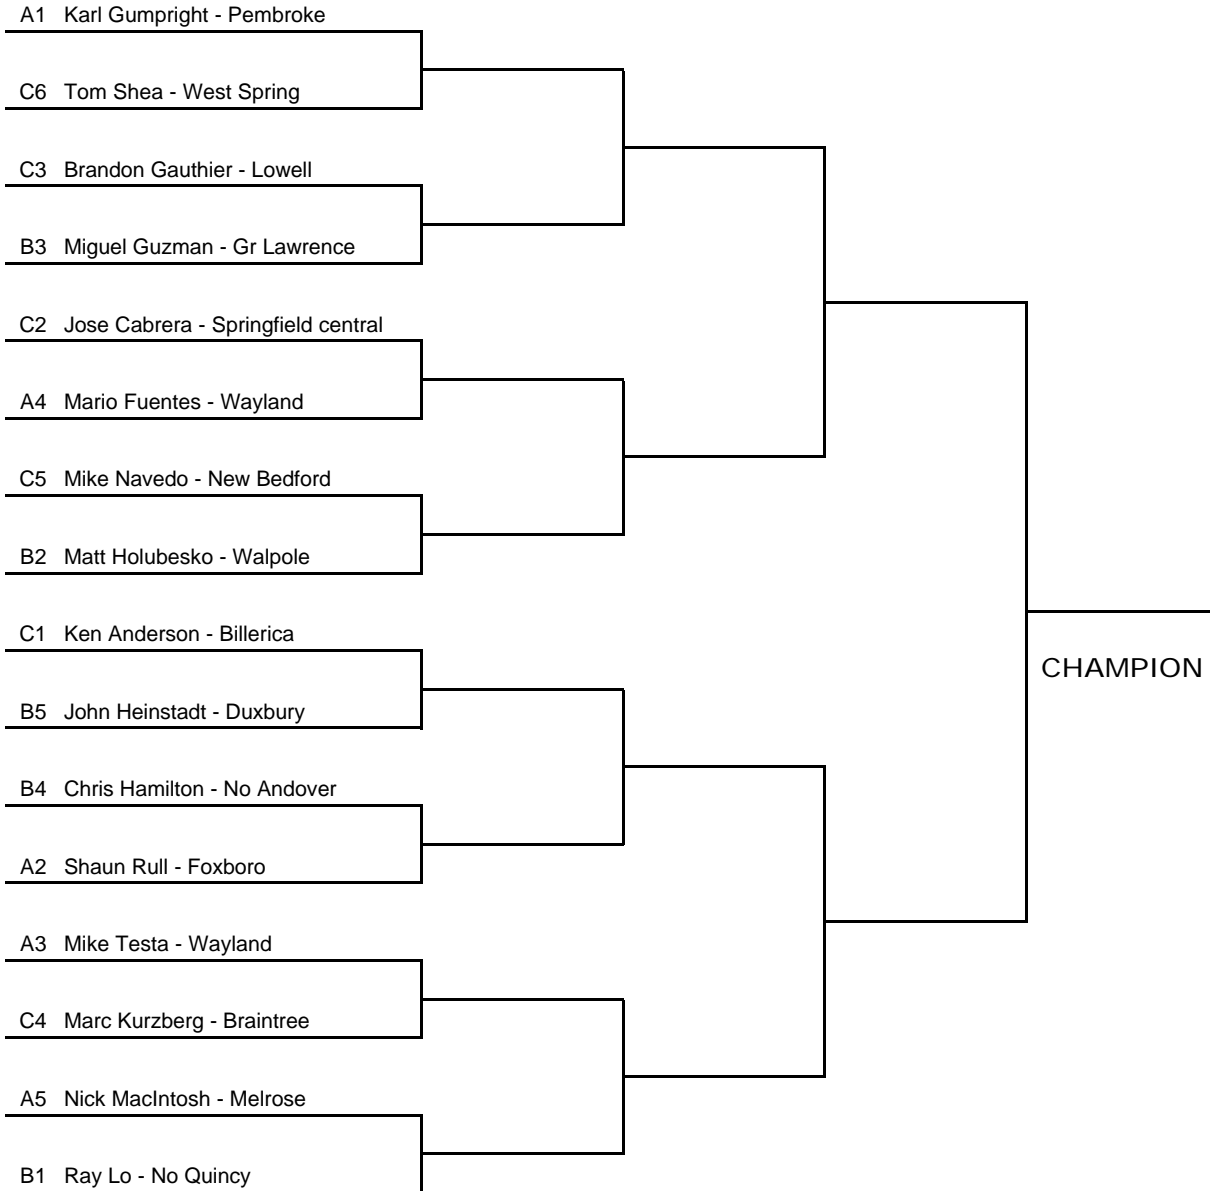 A1 Karl Gumpright - Pembroke
C6 Tom Shea - West Spring
C3 Brandon Gauthier - Lowell
B3 Miguel Guzman - Gr Lawrence
C2 Jose Cabrera - Springfield central
A4 Mario Fuentes - Wayland
C5 Mike Navedo - New Bedford
B2 Matt Holubesko - Walpole
C1 Ken Anderson - Billerica
CHAMPION
B5 John Heinstadt - Duxbury
B4 Chris Hamilton - No Andover
A2 Shaun Rull - Foxboro
A3 Mike Testa - Wayland
C4 Marc Kurzberg - Braintree
A5 Nick MacIntosh - Melrose
B1 Ray Lo - No Quincy